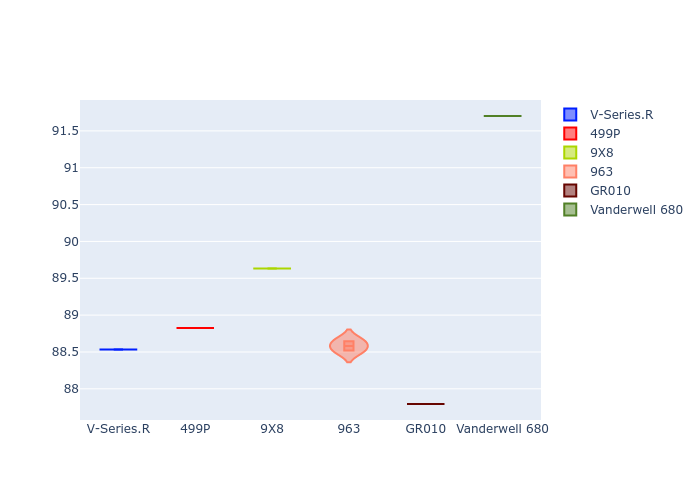 91.5
91
90.5
90
89.5
89
88.5
88
V-Series.R
499P
9X8
963
GR010
Vanderwell 680
V-Series.R
499P
9X8
963
GR010
Vanderwell 680